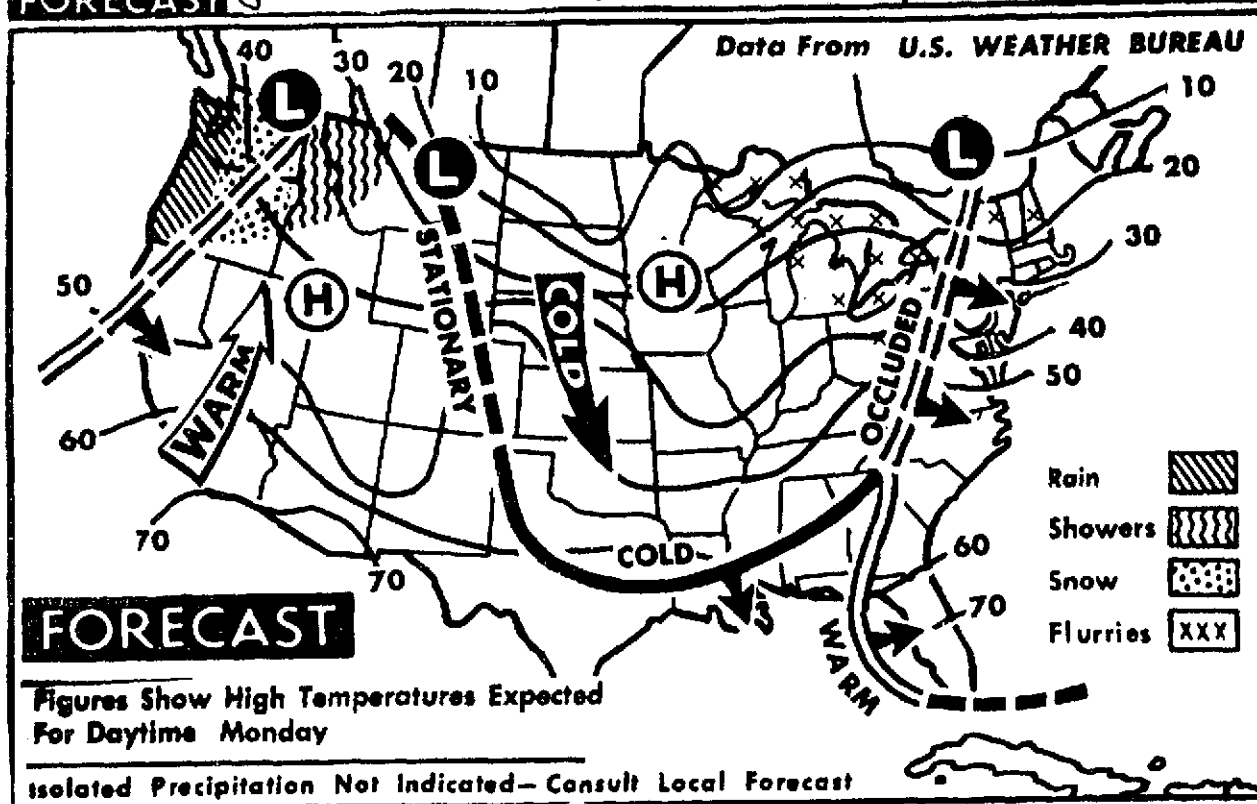 FORECAST
Data From U.S. WEATHER BUREAU
40
30
20
10
10
L
L
L
20
30
50
H
H
STATIONARY
COLD
OCCLUDED
40
50
WARM
60
70
70
COLD
60
70
WARM
Rain
Showers
Snow
Flurries
XXX
FORECAST
Figures Show High Temperatures Expected
For Daytime Monday
Isolated Precipitation Not Indicated—Consult Local Forecast